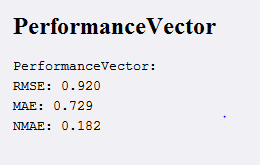 PerformanceVector
PerformanceVector:
RMSE: 0.920
MAE: 0.729
NMAE: 0.182